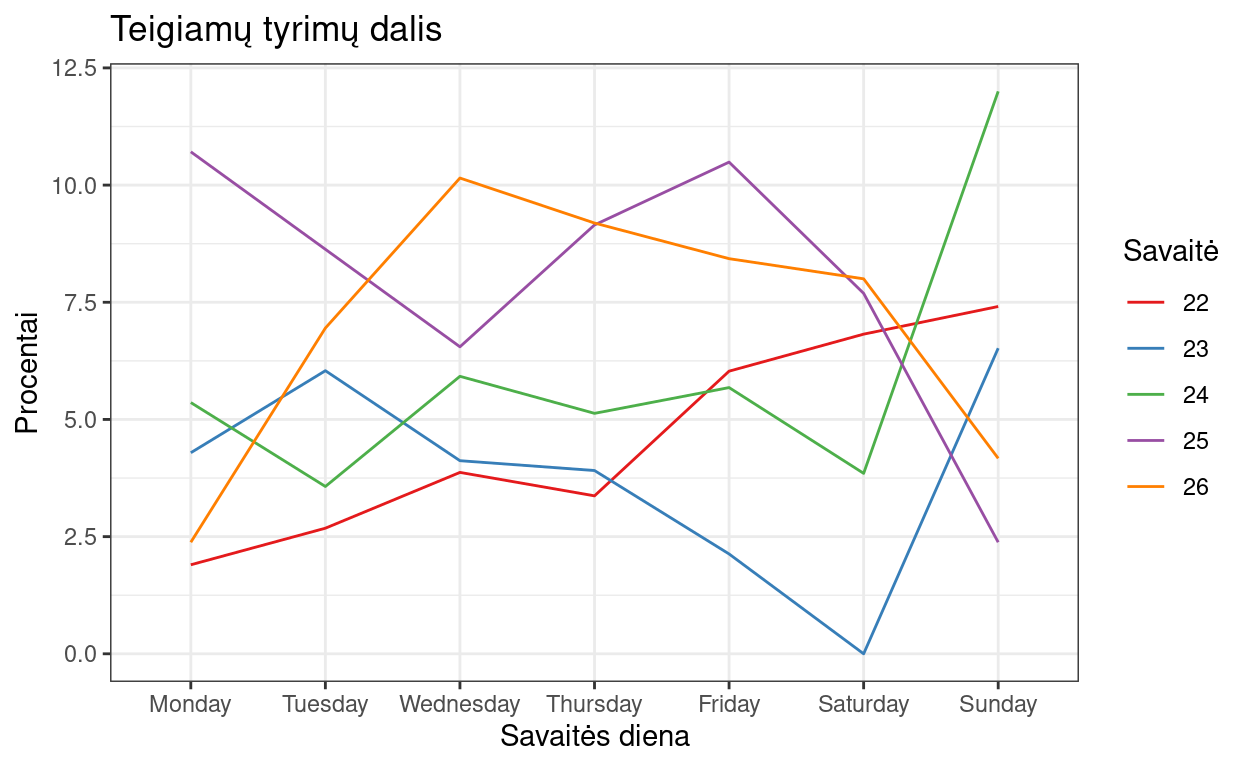 Teigiamų tyrimų dalis
12.5
10.0
7.5
5.0
2.5
0.0
Procentai
Monday Tuesday Wednesday Thursday Friday Saturday Sunday
Savaitės diena
Savaitė
22
23
24
25
26